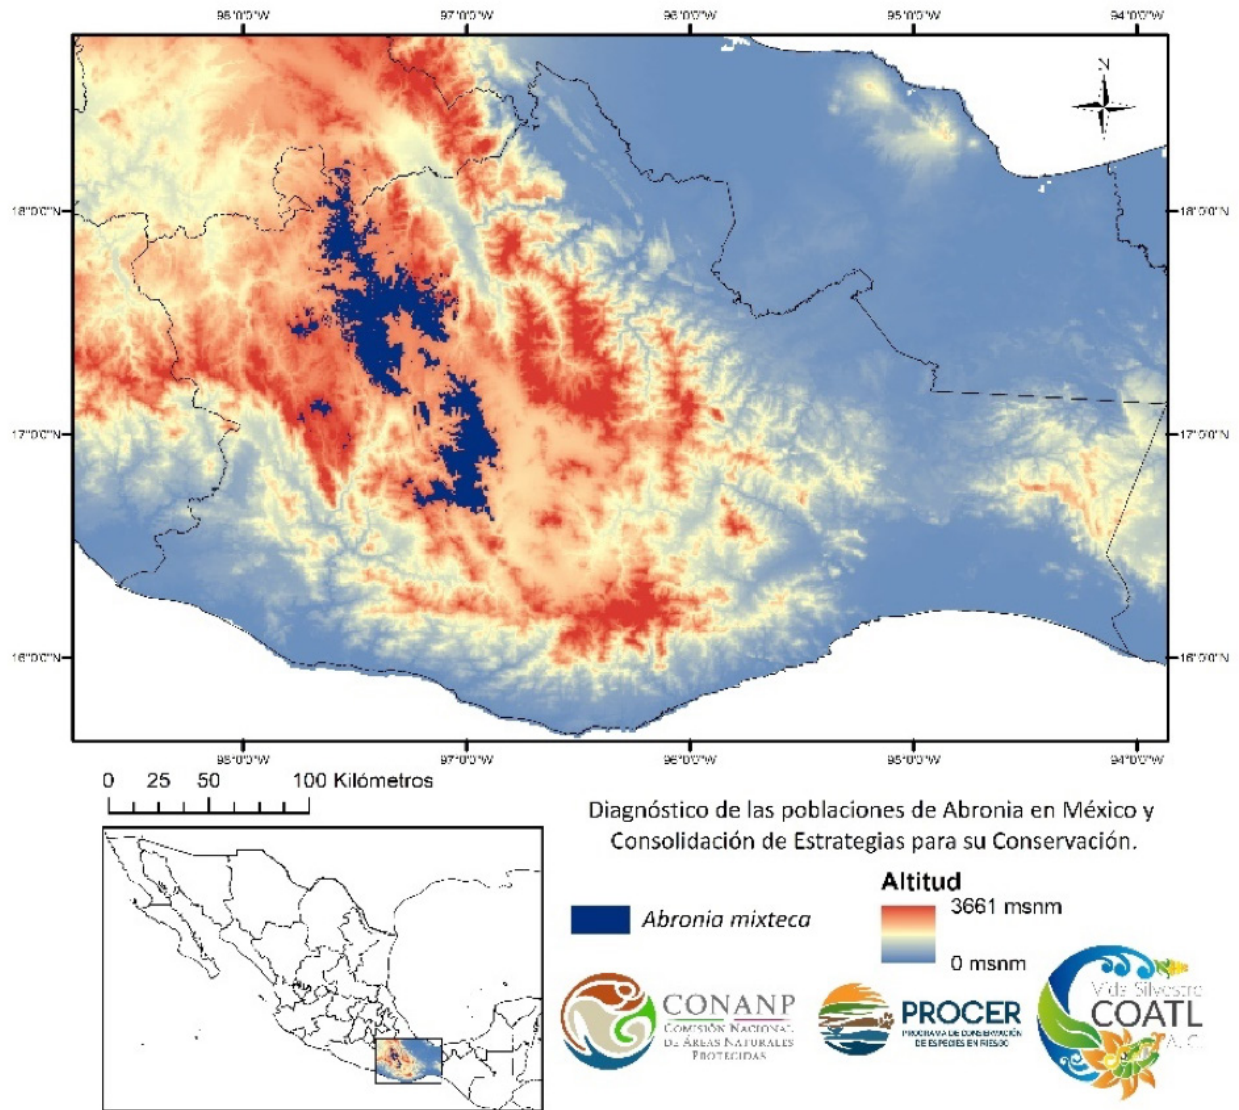 98°0'0"W 97°0'0"W 96°0'0"W 95°0'0"W 94°0'0"W
N
18°0'0"N 18°0'0"N
17°0'0"N 17°0'0"N
16°0'0"N 16°0'0"N
98°0'0"W 97°0'0"W 96°0'0"W 95°0'0"W 94°0'0"W
0 25 50 100 Kilómetros
Diagnóstico de las poblaciones de Abronia en México y
Consolidación de Estrategias para su Conservación.
Abronia mixteca
Altitud
3661 msnm
0 msnm
CONANP
COMISIÓN NACIONAL
DE ÁREAS NATURALES
PROTEGIDAS
PROCER
PROGRAMA DE CONSERVACIÓN
DE ESPECIES EN RIESGO
Vida Silvestre
COATL
A.C.